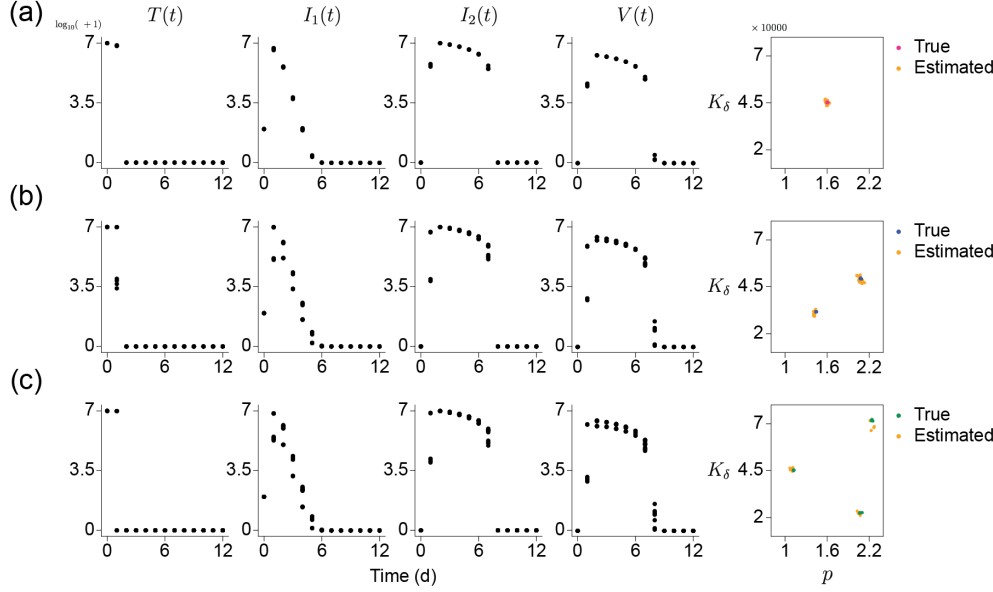 (a)
log₁₀( +1)
T(t)
I₁(t)
I₂(t)
V(t)
× 10000
7
3.5
0
0 6 12
7
3.5
0
0 6 12
7
3.5
0
0 6 12
7
3.5
0
0 6 12
K_δ
7
4.5
2
1 1.6 2.2
True
Estimated
(b)
7
3.5
0
0 6 12
7
3.5
0
0 6 12
7
3.5
0
0 6 12
7
3.5
0
0 6 12
K_δ
7
4.5
2
1 1.6 2.2
True
Estimated
(c)
7
3.5
0
0 6 12
7
3.5
0
0 6 12
7
3.5
0
0 6 12
7
3.5
0
0 6 12
K_δ
7
4.5
2
1 1.6 2.2
True
Estimated
Time (d)
p